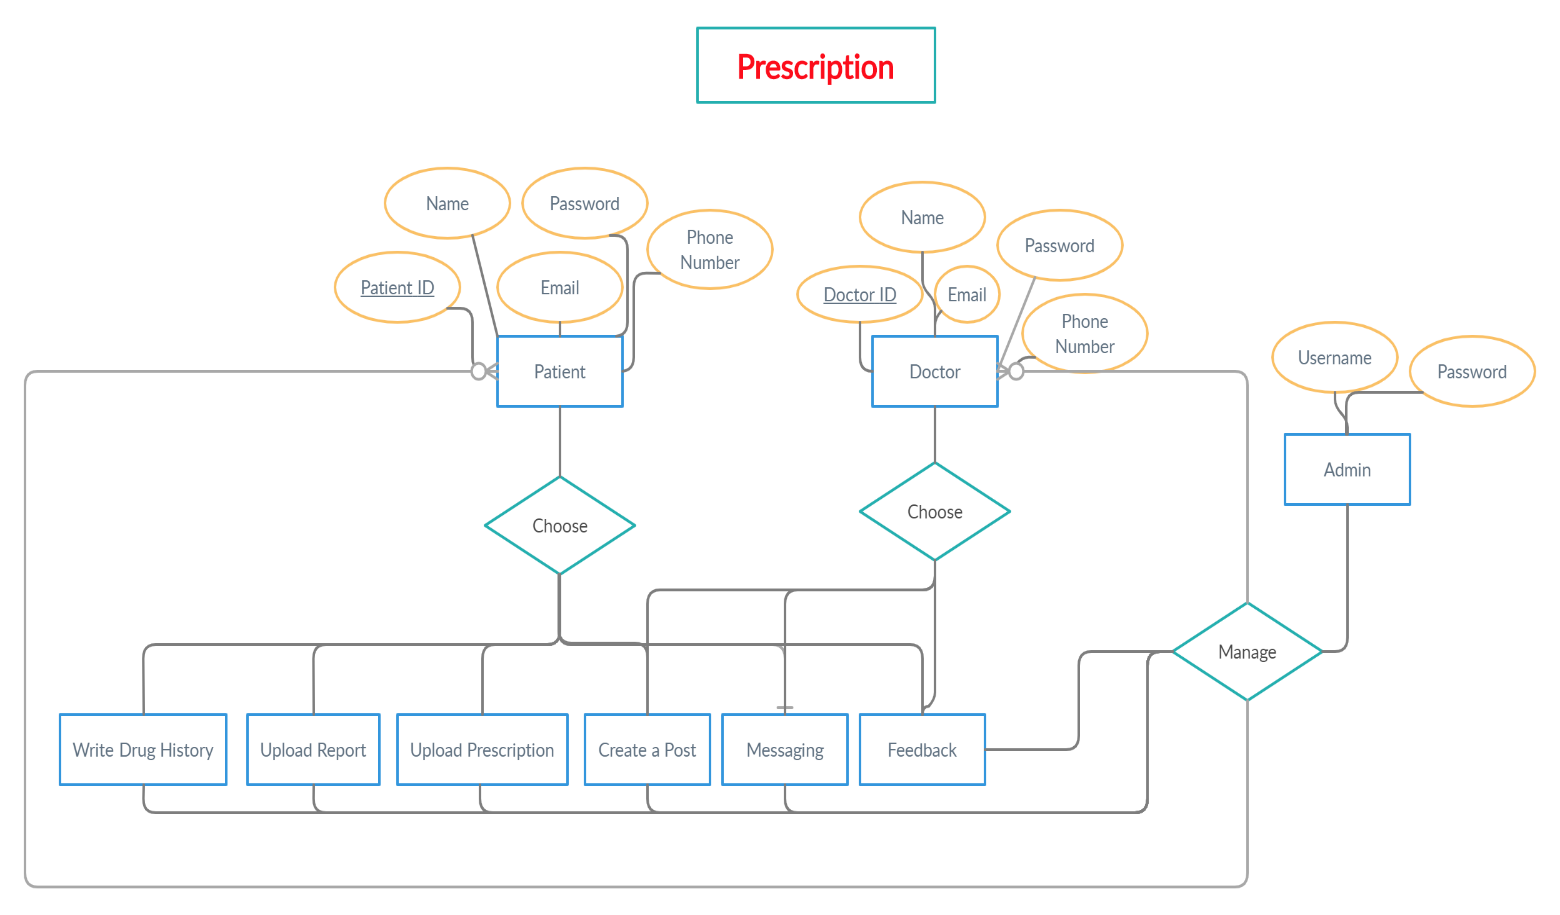 Prescription
Name
Password
Phone
Number
Patient ID
Email
Patient
Name
Password
Doctor ID
Email
Phone
Number
Doctor
Username
Password
Admin
Choose
Choose
Manage
Write Drug History
Upload Report
Upload Prescription
Create a Post
Messaging
Feedback